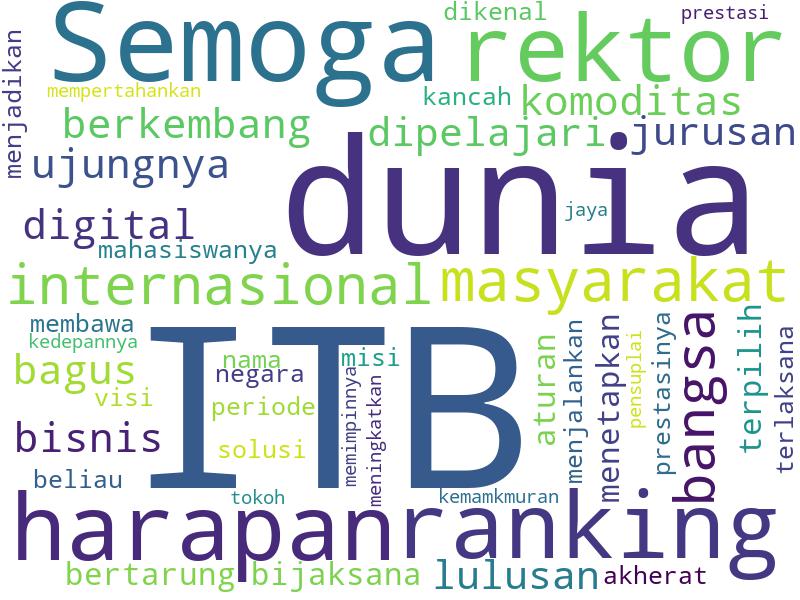 dikenal
prestasi
Semoga
rektor
mempertahankan
kancah
komoditas
menjadikan
berkembang
dipelajari
jurusan
ujungnya
dunia
digital
jaya
mahasiswanya
internasional
masyarakat
membawa
kedepannya
ITB
nama
misi
negara
bagus
visi
periode
bisnis
solusi
beliau
memimpinnya
meningkatkan
aturan
menjalankan
menetapkan
pensuplai
prestasinya
bangsa
terpilih
terlaksana
tokoh
kemamkmuran
harapan
ranking
bertarung
bijaksana
lulusan
akherat